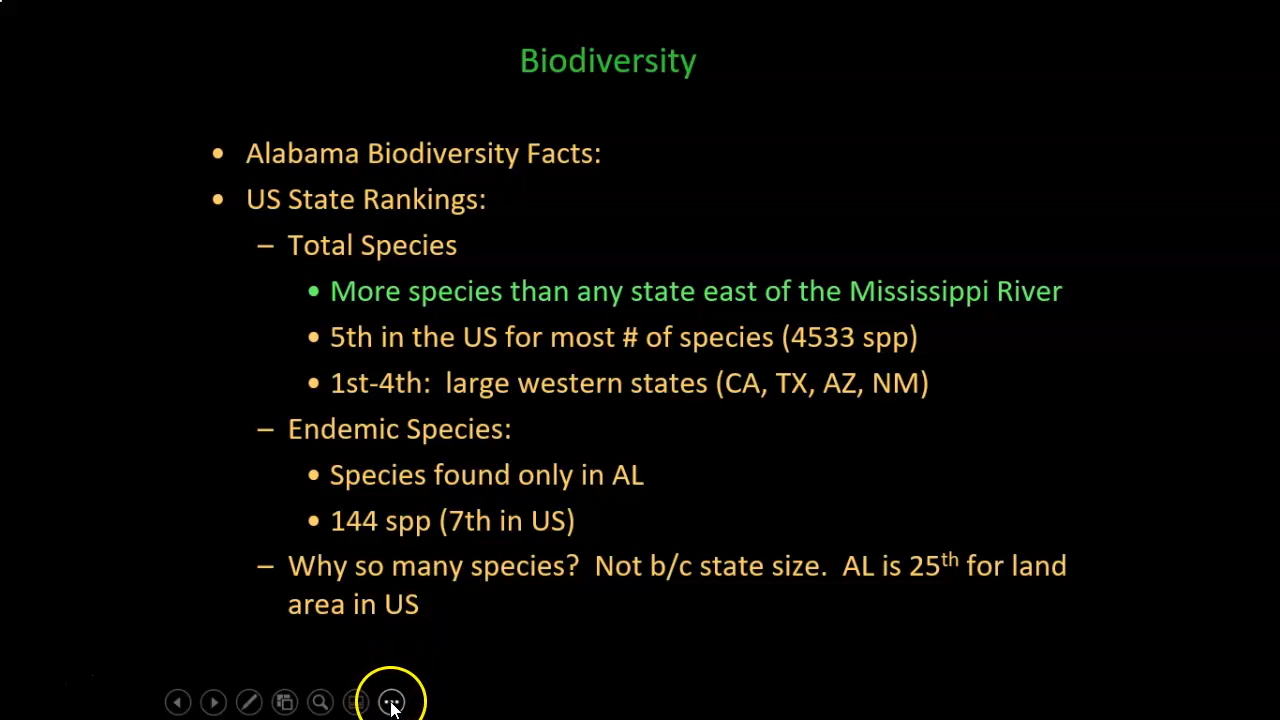 Biodiversity
• Alabama Biodiversity Facts:
• US State Rankings:
– Total Species
• More species than any state east of the Mississippi River
• 5th in the US for most # of species (4533 spp)
• 1st-4th:  large western states (CA, TX, AZ, NM)
– Endemic Species:
• Species found only in AL
• 144 spp (7th in US)
– Why so many species?  Not b/c state size.  AL is 25th for land
area in US